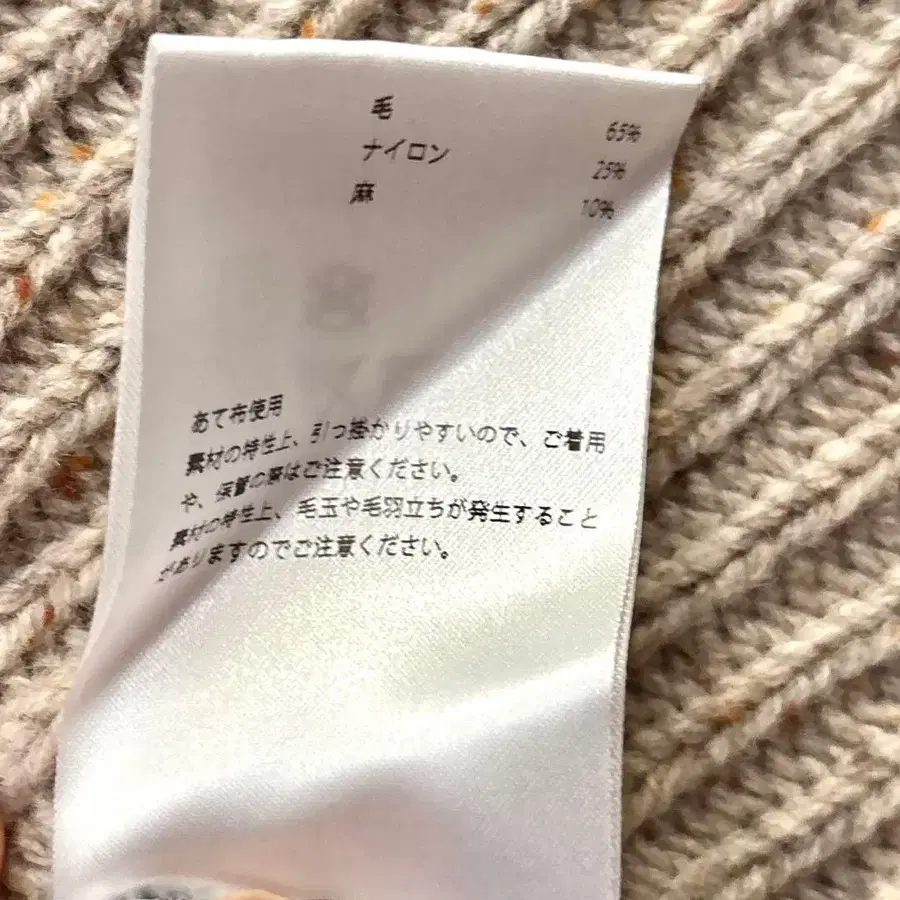 毛 65%
ナイロン 25%
麻 10%
あて布使用
素材の特性上、引っ掛かりやすいので、ご着用
や、保管の際はご注意ください。
素材の特性上、毛玉や毛羽立ちが発生すること
がありますのでご注意ください。